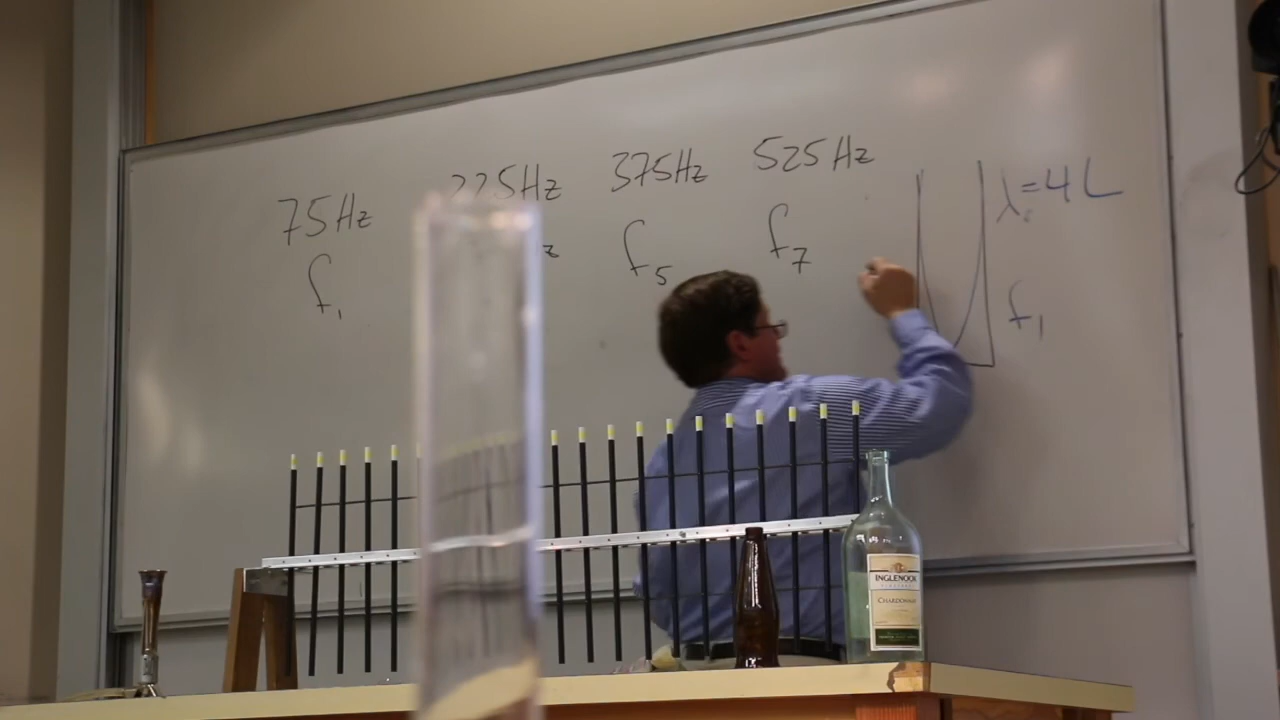 75Hz 225Hz 375Hz 525Hz
f₁ z f₅ f₇
λ=4L
f₁
INGLENOOK
CHARDONNAY